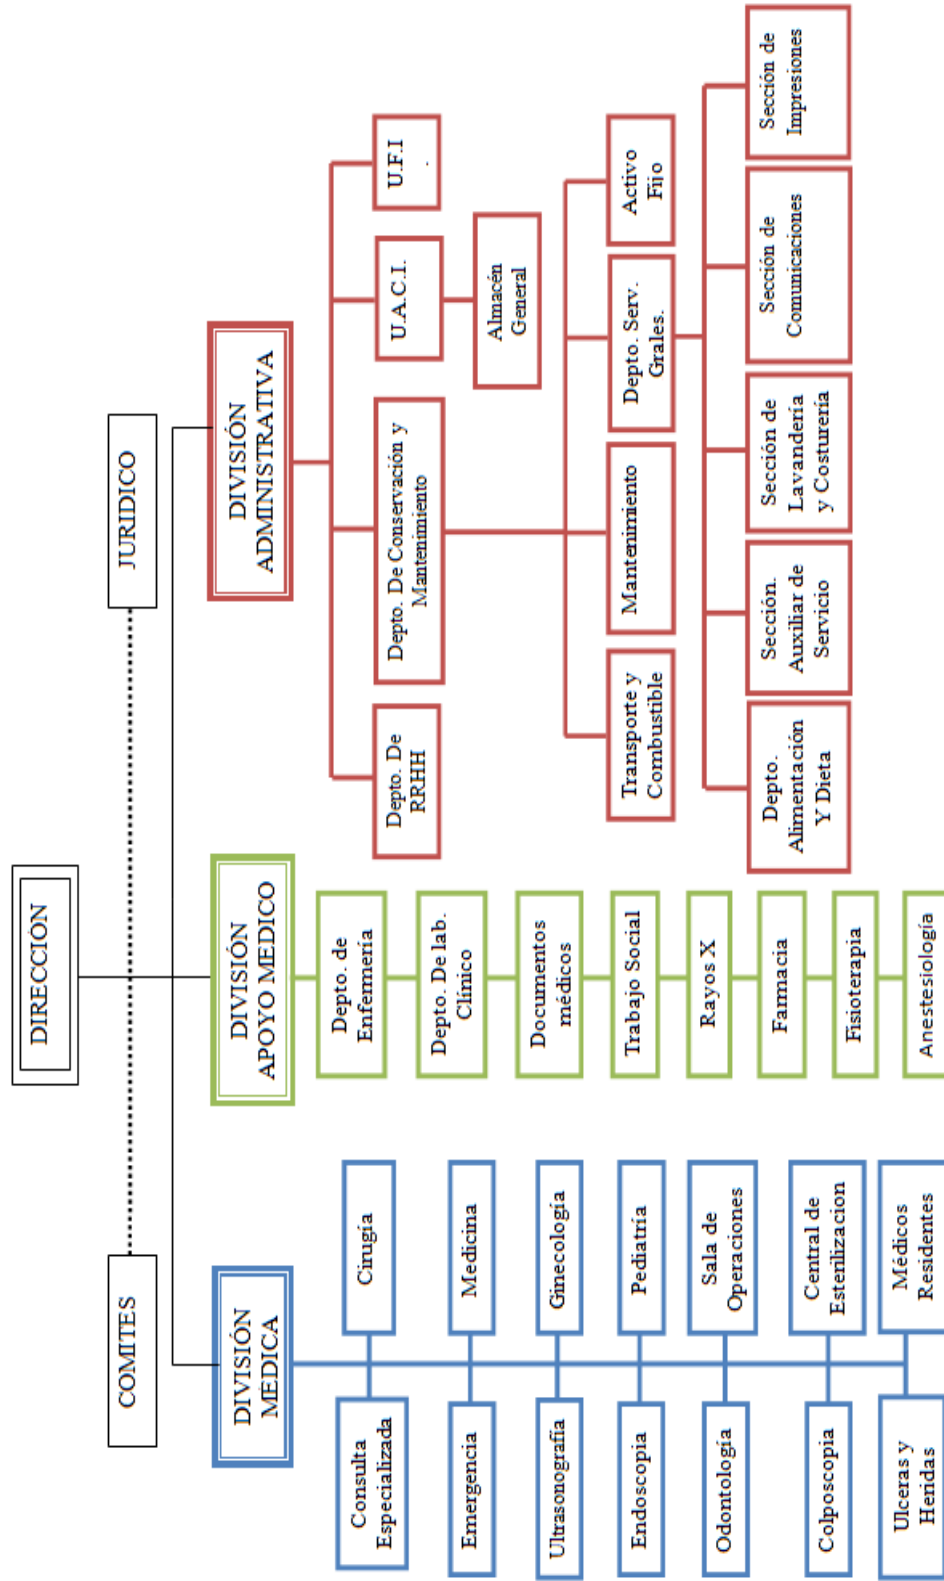 DIRECCIÓN
COMITES
JURIDICO
DIVISIÓN
MÉDICA
DIVISIÓN
APOYO MEDICO
DIVISIÓN
ADMINISTRATIVA
Consulta
Especializada
Cirugía
Emergencia
Medicina
Ultrasonografía
Ginecología
Endoscopia
Pediatría
Odontología
Sala de
Operaciones
Colposcopia
Central de
Esterilizacion
Ulceras y
Heridas
Médicos
Residentes
Depto. de
Enfermería
Depto. De lab.
Clínico
Documentos
médicos
Trabajo Social
Rayos X
Farmacia
Fisioterapia
Anestesiología
Depto. De
RRHH
Depto. De Conservación y
Mantenimiento
U.A.C.I.
U.F.I
.
Almacén
General
Transporte y
Combustible
Mantenimiento
Depto. Serv.
Grales.
Activo
Fijo
Depto.
Alimentación
Y Dieta
Sección.
Auxiliar de
Servicio
Sección de
Lavandería
y Costurería
Sección de
Comunicaciones
Sección de
Impresiones